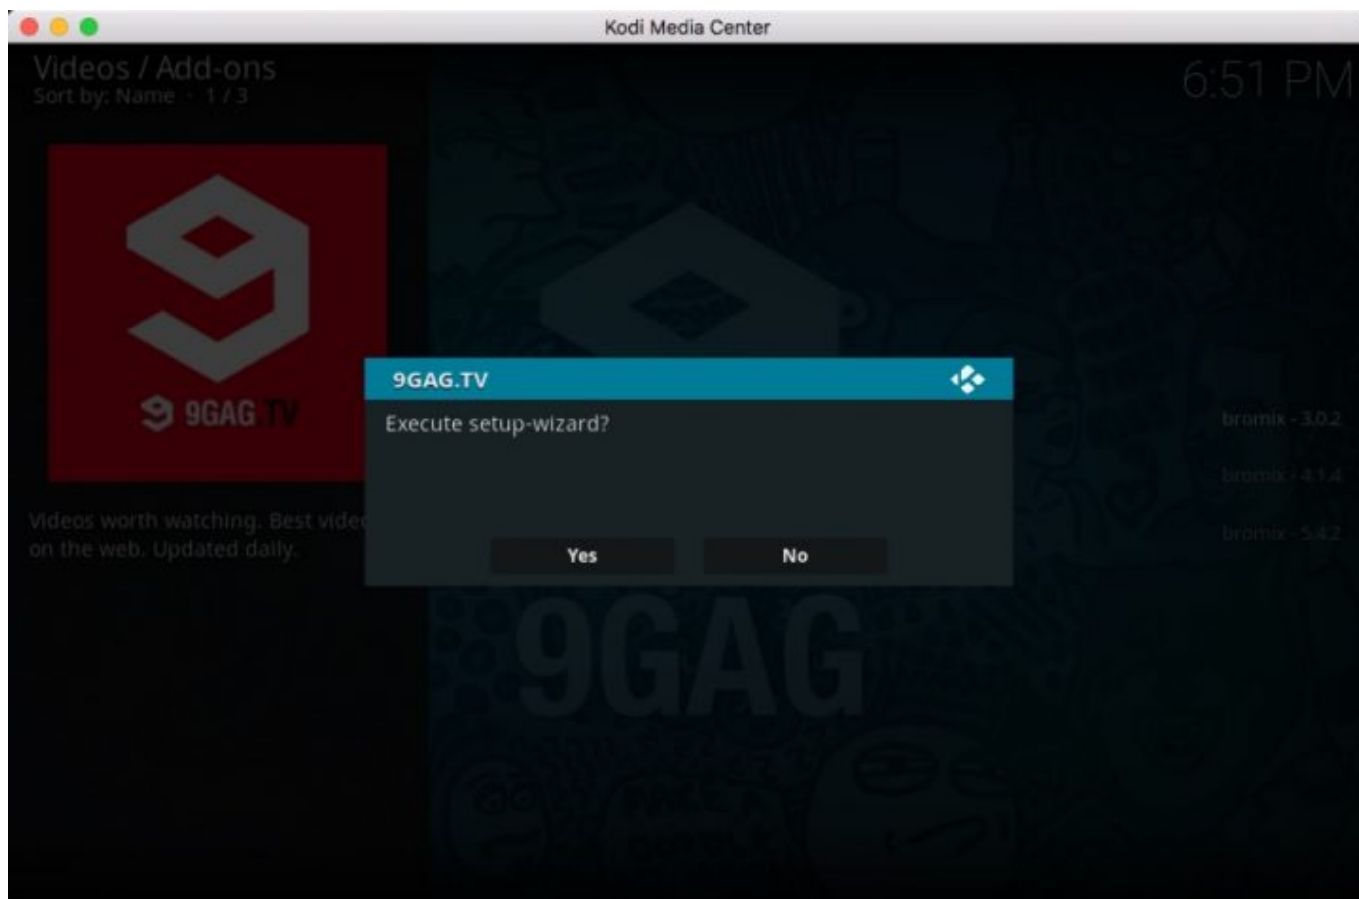 Kodi Media Center
Videos / Add-ons
Sort by: Name · 1 / 3
6:51 PM
9GAG.TV
9GAG TV
Execute setup-wizard?
bromix - 3.0.2
bromix - 4.1.4
bromix - 5.4.2
Videos worth watching. Best video
on the web. Updated daily.
Yes
No
9GAG